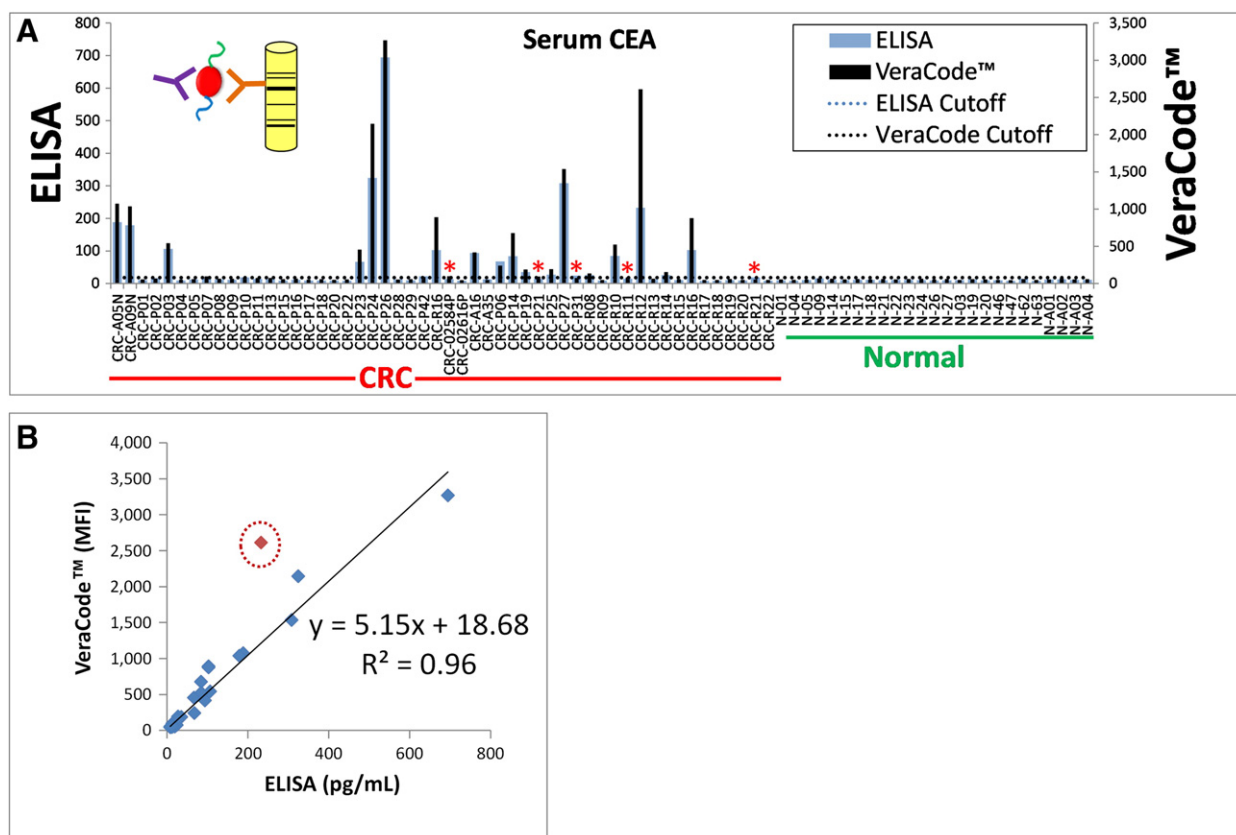 A
Serum CEA
ELISA
VeraCode™
ELISA Cutoff
VeraCode Cutoff
ELISA
800
700
600
500
400
300
200
100
0
3,500
3,000
2,500
2,000
1,500
1,000
500
0
VeraCode™
* * * * *
CRC-A05N
CRC-A09N
CRC-P01
CRC-P02
CRC-P03
CRC-P04
CRC-P05
CRC-P07
CRC-P08
CRC-P09
CRC-P10
CRC-P11
CRC-P13
CRC-P15
CRC-P16
CRC-P17
CRC-P18
CRC-P20
CRC-P22
CRC-P23
CRC-P24
CRC-P26
CRC-P28
CRC-P29
CRC-P42
CRC-R16
CRC-02584P
CRC-02616P
CRC-A16
CRC-A35
CRC-P06
CRC-P14
CRC-P19
CRC-P21
CRC-P25
CRC-P27
CRC-P31
CRC-R08
CRC-R09
CRC-R10
CRC-R11
CRC-R12
CRC-R13
CRC-R14
CRC-R15
CRC-R16
CRC-R17
CRC-R18
CRC-R19
CRC-R20
CRC-R21
CRC-R22
N-01
N-04
N-05
N-09
N-14
N-15
N-17
N-18
N-21
N-22
N-23
N-24
N-26
N-27
N-03
N-19
N-20
N-46
N-47
N-62
N-63
N-A01
N-A02
N-A03
N-A04
CRC
Normal
B
VeraCode™ (MFI)
4,000
3,500
3,000
2,500
2,000
1,500
1,000
500
0
y = 5.15x + 18.68
R² = 0.96
0 200 400 600 800
ELISA (pg/mL)